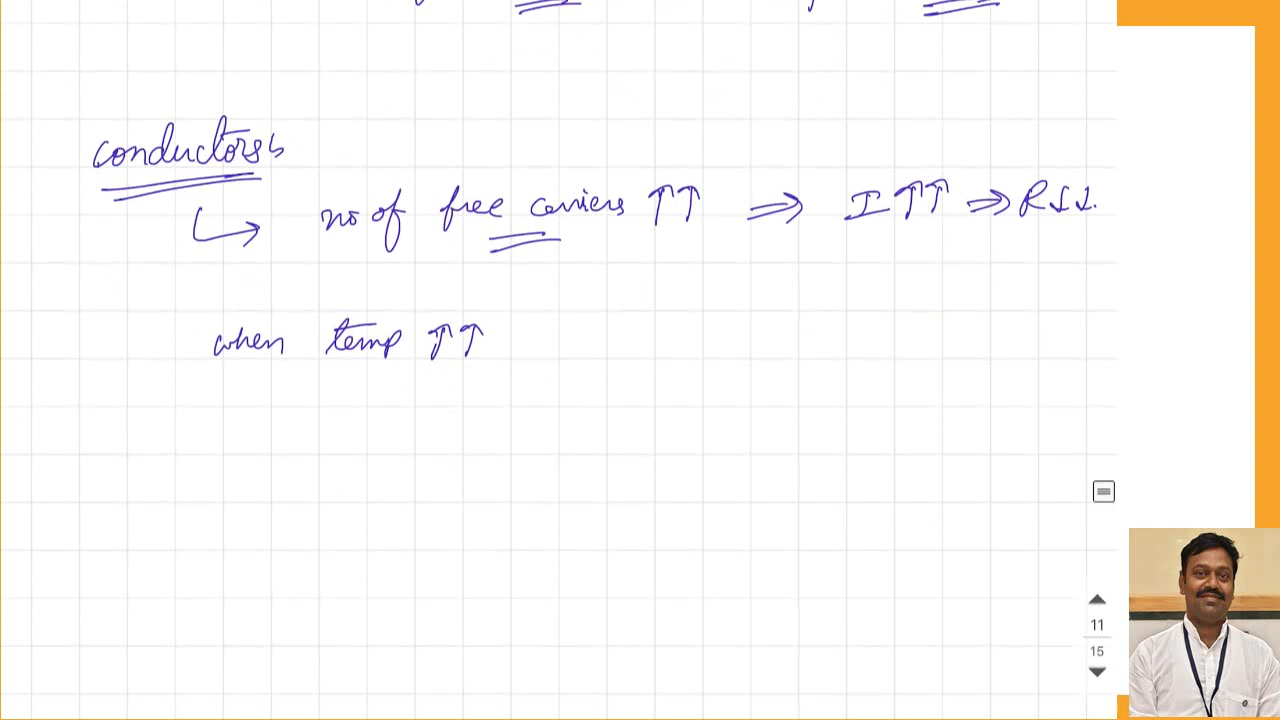 conductors
no of free carriers ↑↑ ⇒ I ↑↑ ⇒ R↓↓.
when temp ↑↑
11
15